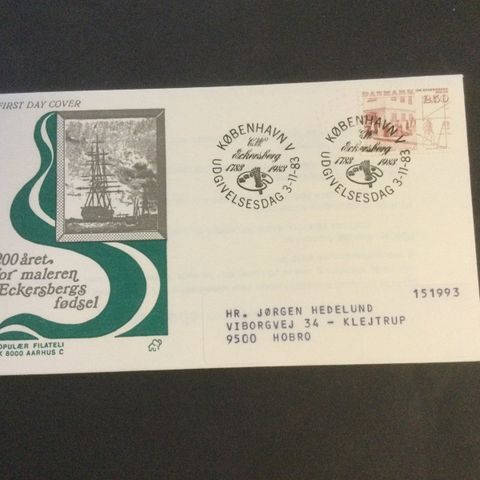 FIRST DAY COVER
200 året
for maleren
Eckersbergs
fødsel
OPULÆR FILATELI
K 8000 AARHUS C
KØBENHAVN V
C.W.
Eckersberg
1783 1983
UDGIVELSESDAG 3-11-83
KØBENHAVN V
C.W.
Eckersberg
1783 1983
UDGIVELSESDAG 3-11-83
DANMARK
250
151993
HR. JØRGEN HEDELUND
VIBORGVEJ 34 - KLEJTRUP
9500 HOBRO